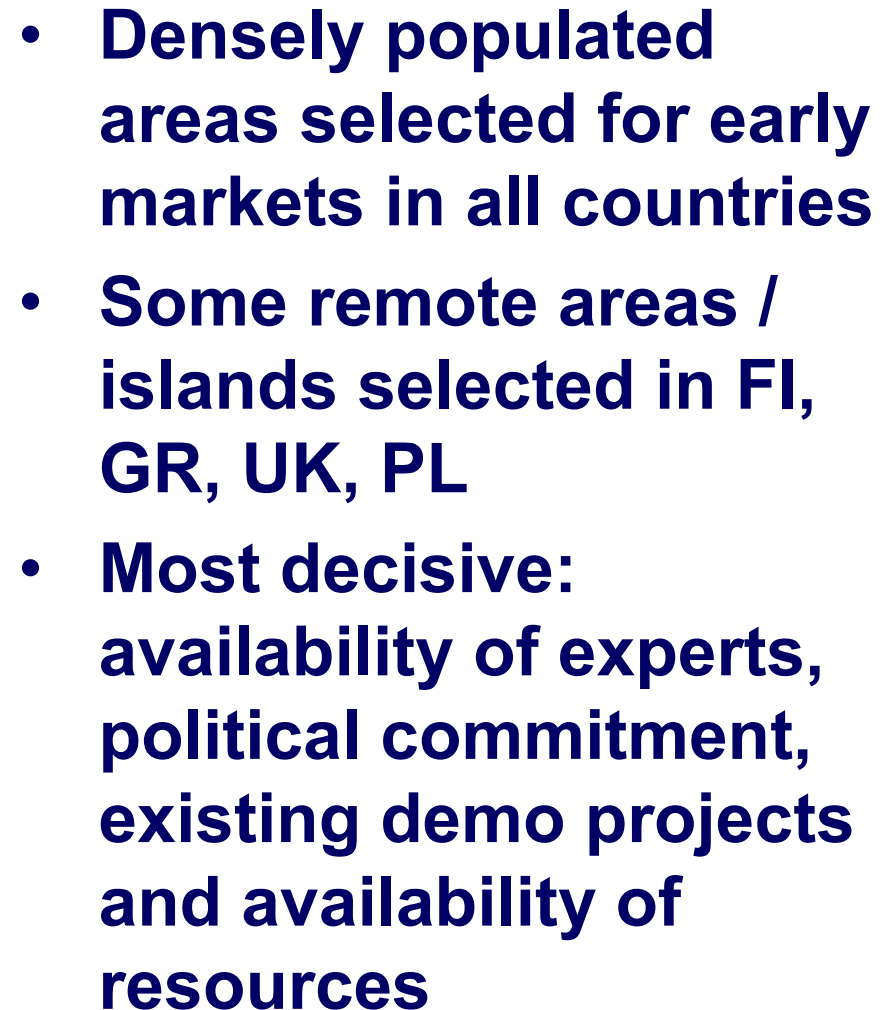 • Densely populated
areas selected for early
markets in all countries
• Some remote areas /
islands selected in FI,
GR, UK, PL
• Most decisive:
availability of experts,
political commitment,
existing demo projects
and availability of
resources